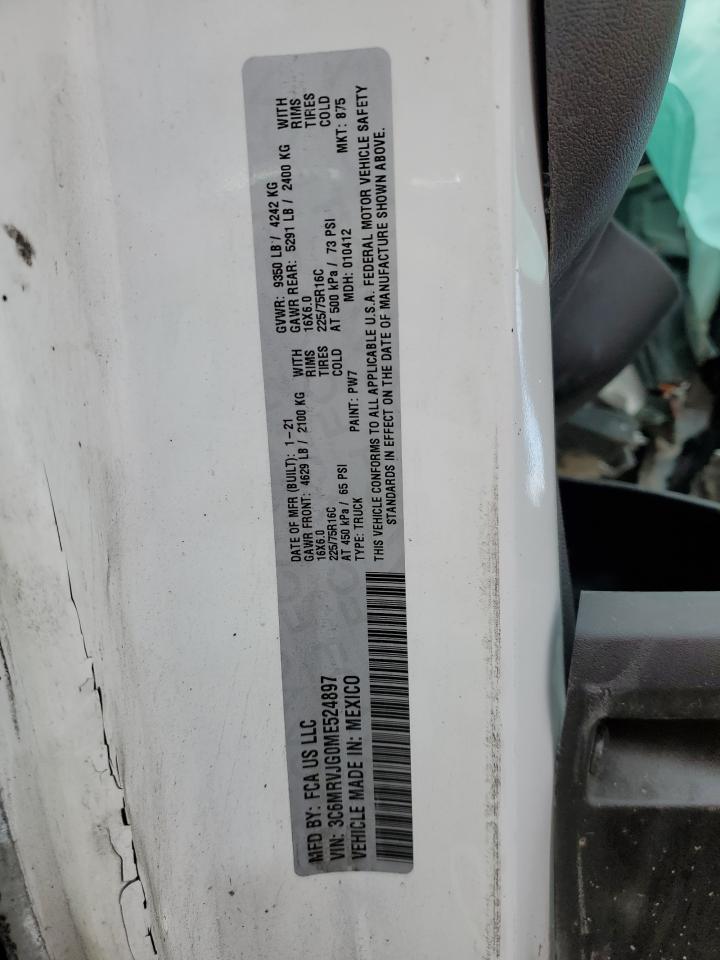 MFD BY: FCA US LLC
VIN: 3C6MRVJG0ME524897
VEHICLE MADE IN: MEXICO
DATE OF MFR (BUILT): 1-21
GAWR FRONT: 4629 LB / 2100 KG WITH
16X6.0 RIMS
225/75R16C TIRES
AT 450 kPa / 65 PSI COLD
TYPE: TRUCK PAINT: PW7
GVWR: 9350 LB / 4242 KG
GAWR REAR: 5291 LB / 2400 KG WITH
16X6.0 RIMS
225/75R16C TIRES
AT 500 kPa / 73 PSI COLD
MDH: 010412 MKT: 875
THIS VEHICLE CONFORMS TO ALL APPLICABLE U.S.A. FEDERAL MOTOR VEHICLE SAFETY
STANDARDS IN EFFECT ON THE DATE OF MANUFACTURE SHOWN ABOVE.